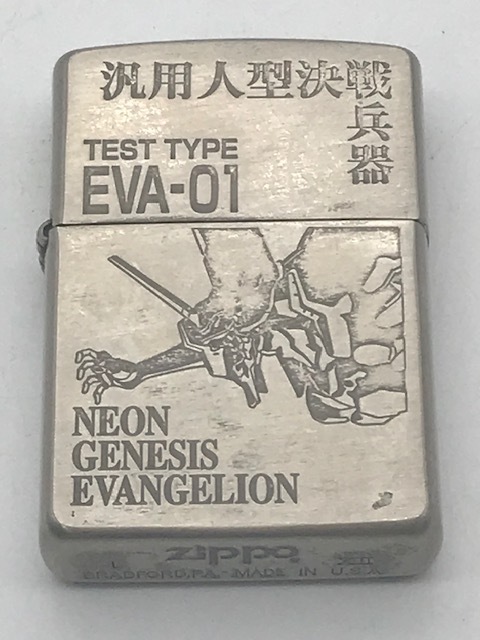 汎用人型決戦兵器
TEST TYPE
EVA-01
NEON
GENESIS
EVANGELION
zippo
L XII
BRADFORD, PA. MADE IN U.S.A.